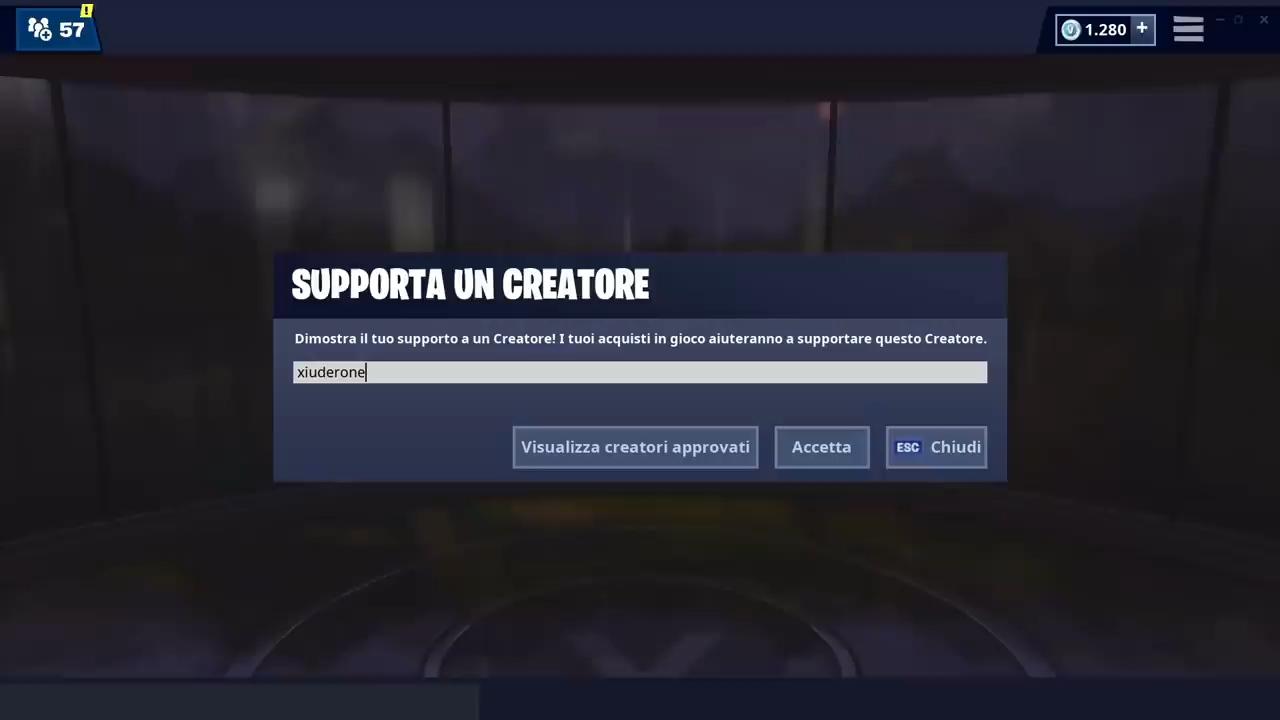 57
!
1.280 +
SUPPORTA UN CREATORE
Dimostra il tuo supporto a un Creatore! I tuoi acquisti in gioco aiuteranno a supportare questo Creatore.
xiuderone
Visualizza creatori approvati
Accetta
ESC Chiudi